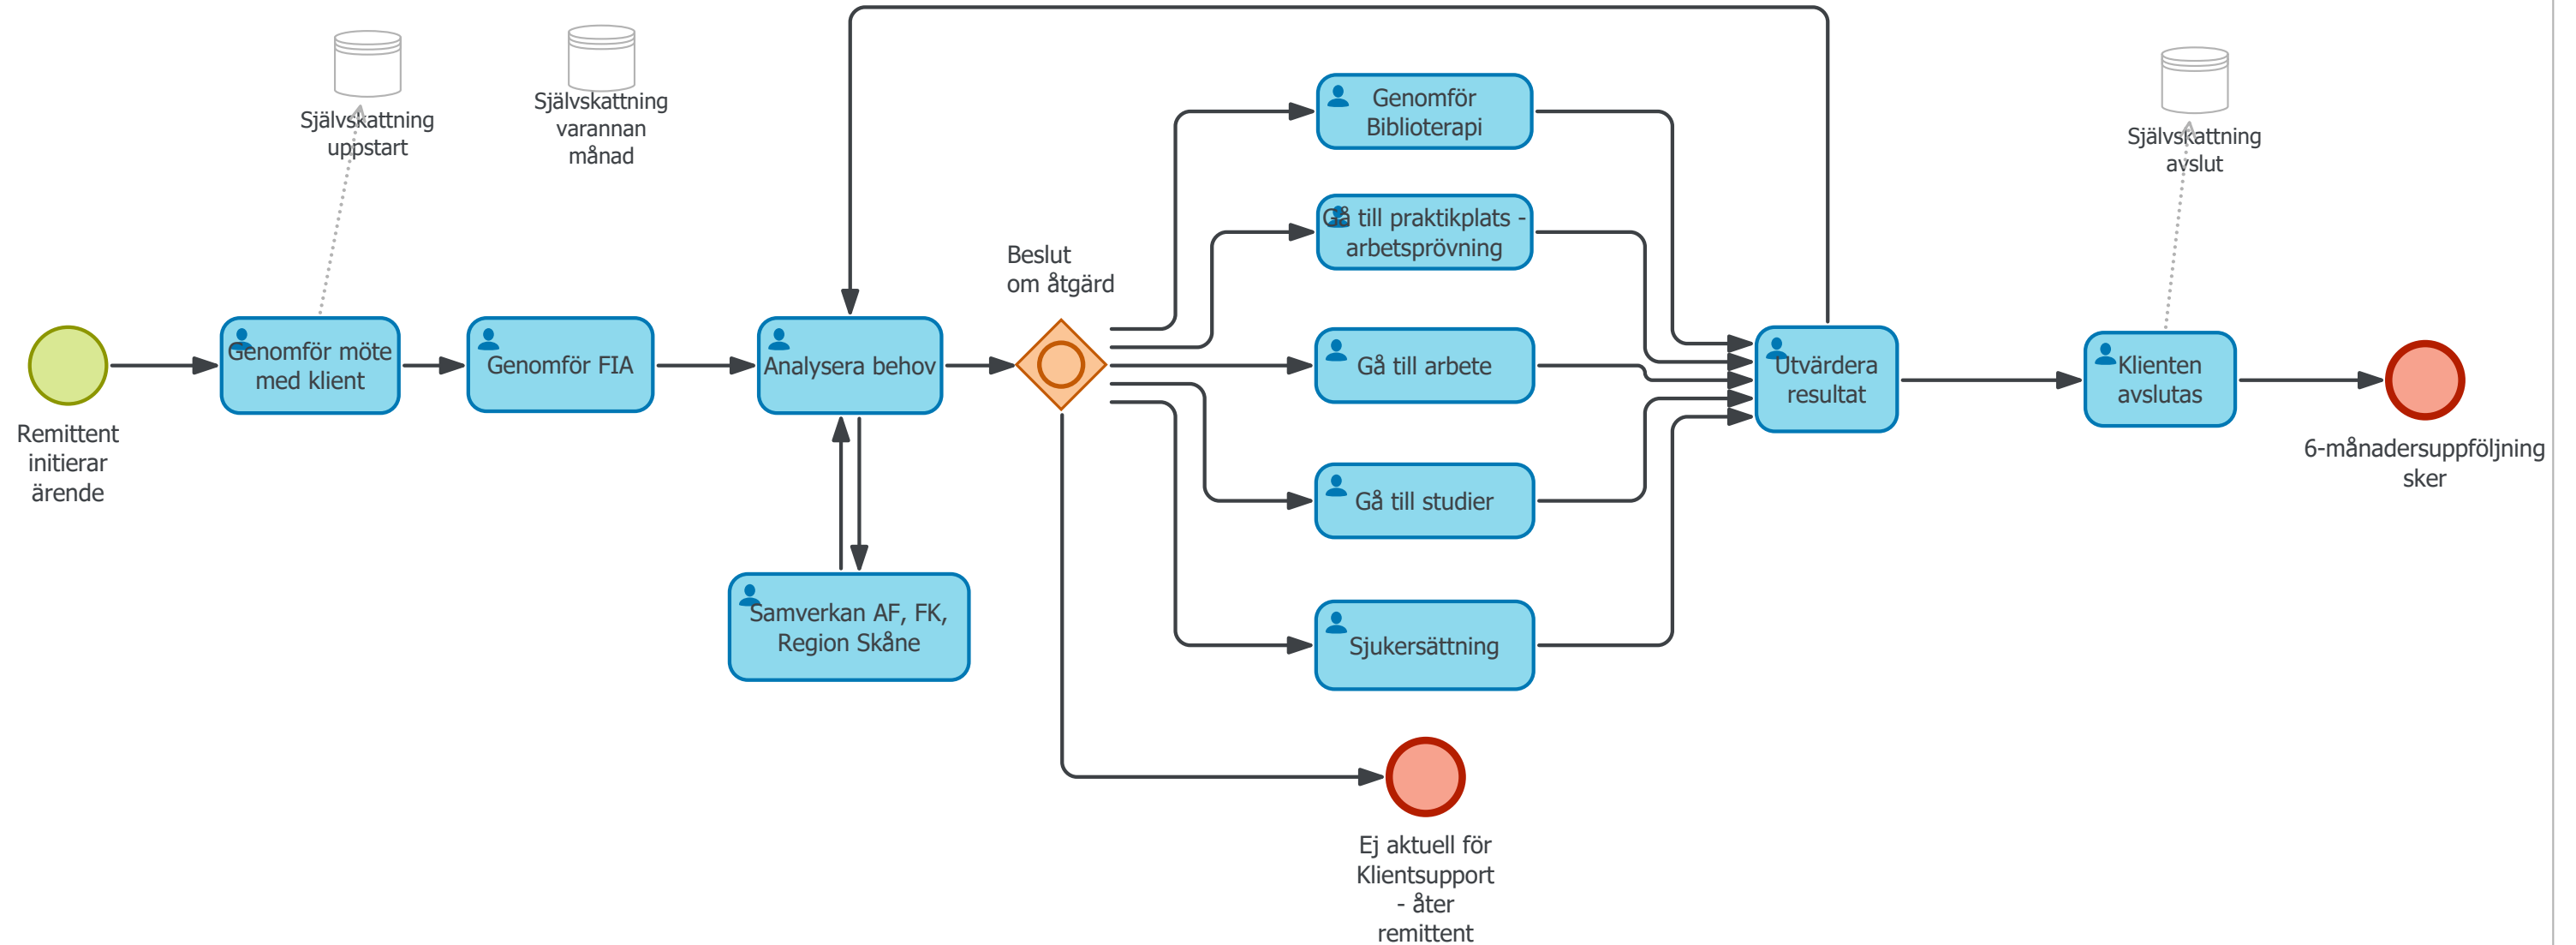 Självskattning
uppstart
Självskattning
varannan
månad
Självskattning
avslut
Genomför
Biblioterapi
Gå till praktikplats -
arbetsprövning
Beslut
om åtgärd
Genomför möte
med klient
Genomför FIA
Analysera behov
Gå till arbete
Utvärdera
resultat
Klienten
avslutas
Remittent
initierar
ärende
6-månadersuppföljning
sker
Gå till studier
Samverkan AF, FK,
Region Skåne
Sjukersättning
Ej aktuell för
Klientsupport
- åter
remittent